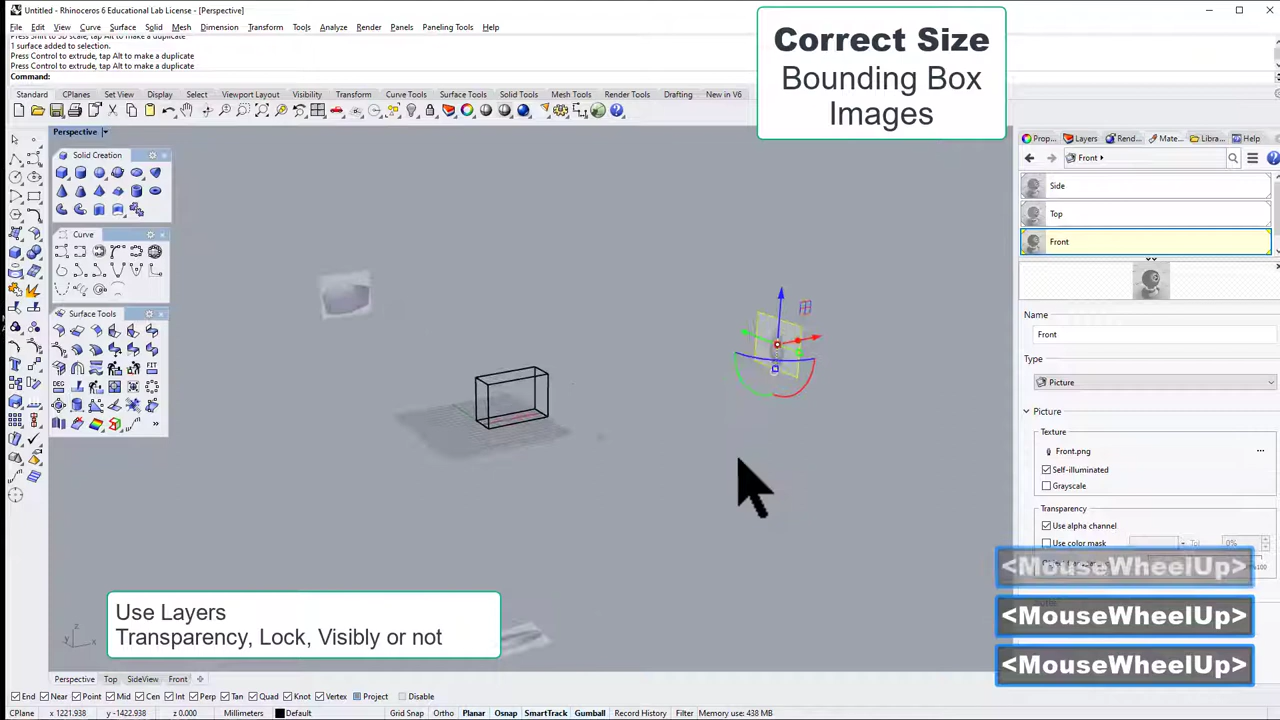 Untitled - Rhinoceros 6 Educational Lab License - [Perspective]
File Edit View Curve Surface Solid Mesh Dimension Transform Tools Analyze Render Panels Paneling Tools Help
1 surface added to selection.
Press Control to extrude, tap Alt to make a duplicate
Press Control to extrude, tap Alt to make a duplicate
Command:
Standard CPlanes Set View Display Select Viewport Layout Visibility Transform Curve Tools Surface Tools Solid Tools Mesh Tools Render Tools Drafting New in V6
Correct Size
Bounding Box
Images
Perspective
Solid Creation
Curve
Surface Tools
Prop... Layers Rend... Mate... Libra... Help
Front
Side
Top
Front
Name
Front
Type
Picture
Picture
Texture
Front.png
Self-illuminated
Grayscale
Transparency
Use alpha channel
Use color mask
0%
<MouseWheelUp>
<MouseWheelUp>
<MouseWheelUp>
Use Layers
Transparency, Lock, Visibly or not
z
y x
Perspective Top SideView Front
End Near Point Mid Cen Int Perp Tan Quad Knot Vertex Project Disable
CPlane x 1221.938 y -1422.938 z 0.000 Millimeters Default Grid Snap Ortho Planar Osnap SmartTrack Gumball Record History Filter Memory use: 438 MB